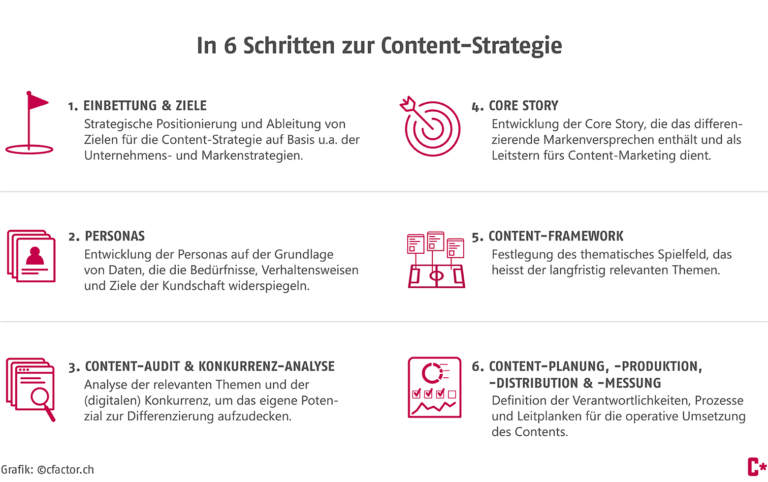 In 6 Schritten zur Content-Strategie
1. EINBETTUNG & ZIELE
Strategische Positionierung und Ableitung von
Zielen für die Content-Strategie auf Basis u.a. der
Unternehmens- und Markenstrategien.
2. PERSONAS
Entwicklung der Personas auf der Grundlage
von Daten, die die Bedürfnisse, Verhaltensweisen
und Ziele der Kundschaft widerspiegeln.
3. CONTENT-AUDIT & KONKURRENZ-ANALYSE
Analyse der relevanten Themen und der
(digitalen) Konkurrenz, um das eigene Poten-
zial zur Differenzierung aufzudecken.
4. CORE STORY
Entwicklung der Core Story, die das differen-
zierende Markenversprechen enthält und als
Leitstern fürs Content-Marketing dient.
5. CONTENT-FRAMEWORK
Festlegung des thematisches Spielfeld, das
heisst der langfristig relevanten Themen.
6. CONTENT-PLANUNG, -PRODUKTION,
-DISTRIBUTION & -MESSUNG
Definition der Verantwortlichkeiten, Prozesse
und Leitplanken für die operative Umsetzung
des Contents.
Grafik: ©cfactor.ch
C*